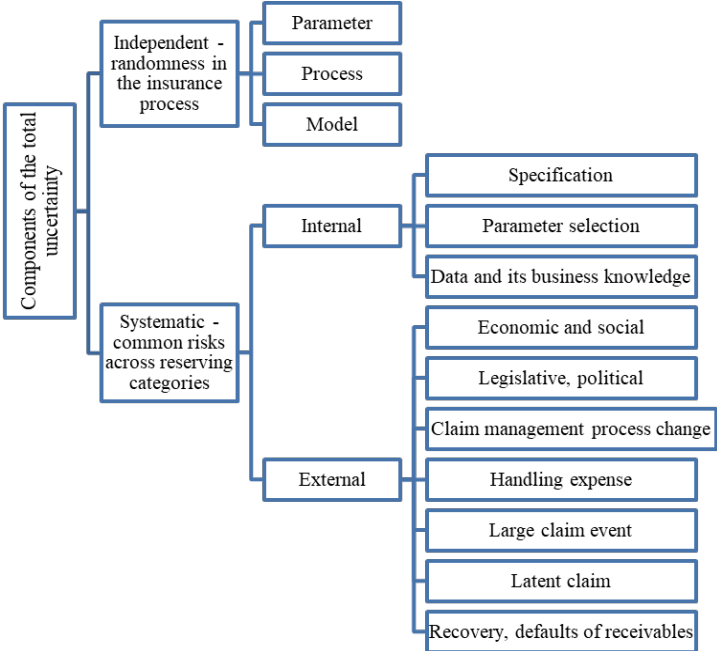 Components of the total
uncertainty
Independent -
randomness in
the insurance
process
Parameter
Process
Model
Systematic -
common risks
across reserving
categories
Internal
Specification
Parameter selection
Data and its business knowledge
External
Economic and social
Legislative, political
Claim management process change
Handling expense
Large claim event
Latent claim
Recovery, defaults of receivables